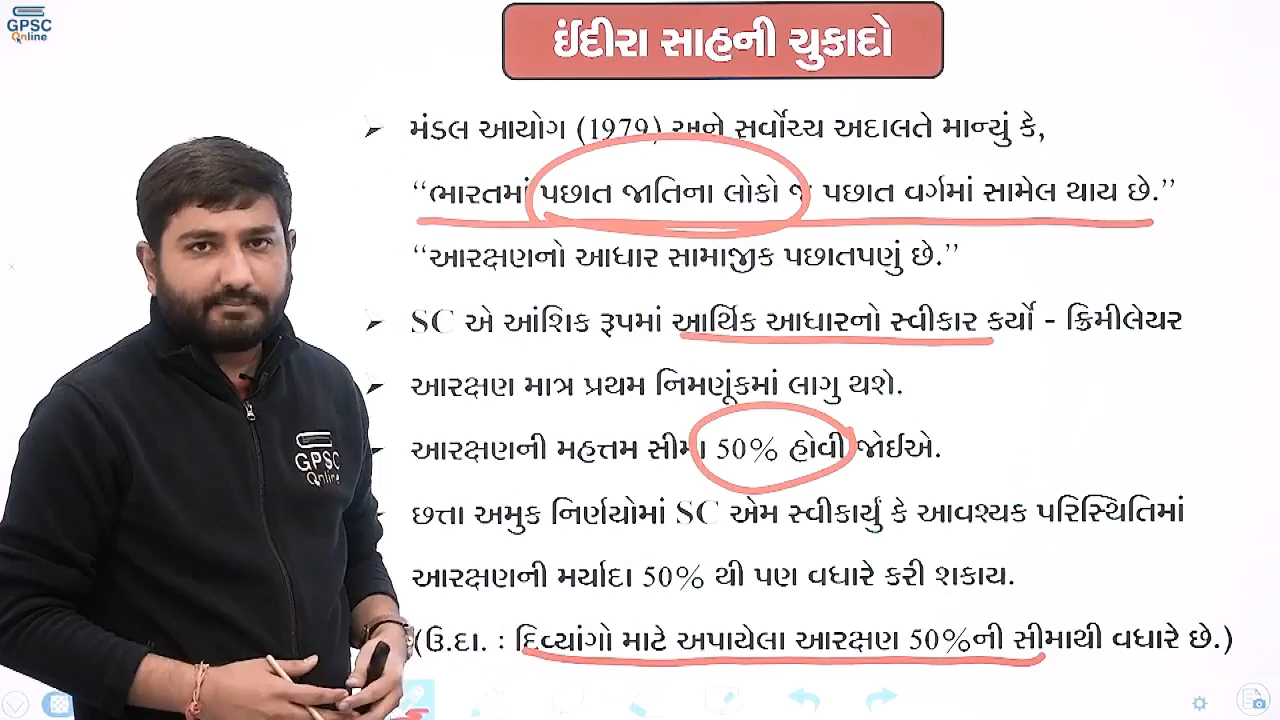 GPSC
Online
ઈંદીરા સાહની ચુકાદો
➤ મંડલ આયોગ (1979) અને સર્વોચ્ચ અદાલતે માન્યું કે,
“ભારતમાં પછાત જાતિના લોકો જ પછાત વર્ગમાં સામેલ થાય છે.”
“આરક્ષણનો આધાર સામાજીક પછાતપણું છે.”
➤ SC એ આંશિક રૂપમાં આર્થિક આધારનો સ્વીકાર કર્યો - ક્રિમીલેયર
➤ આરક્ષણ માત્ર પ્રથમ નિમણૂંકમાં લાગુ થશે.
આરક્ષણની મહત્તમ સીમા 50% હોવી જોઈએ.
છત્તા અમુક નિર્ણયોમાં SC એમ સ્વીકાર્યું કે આવશ્યક પરિસ્થિતિમાં
આરક્ષણની મર્યાદા 50% થી પણ વધારે કરી શકાય.
(ઉ.દા. : દિવ્યાંગો માટે અપાયેલા આરક્ષણ 50%ની સીમાથી વધારે છે.)
GPSC
Online